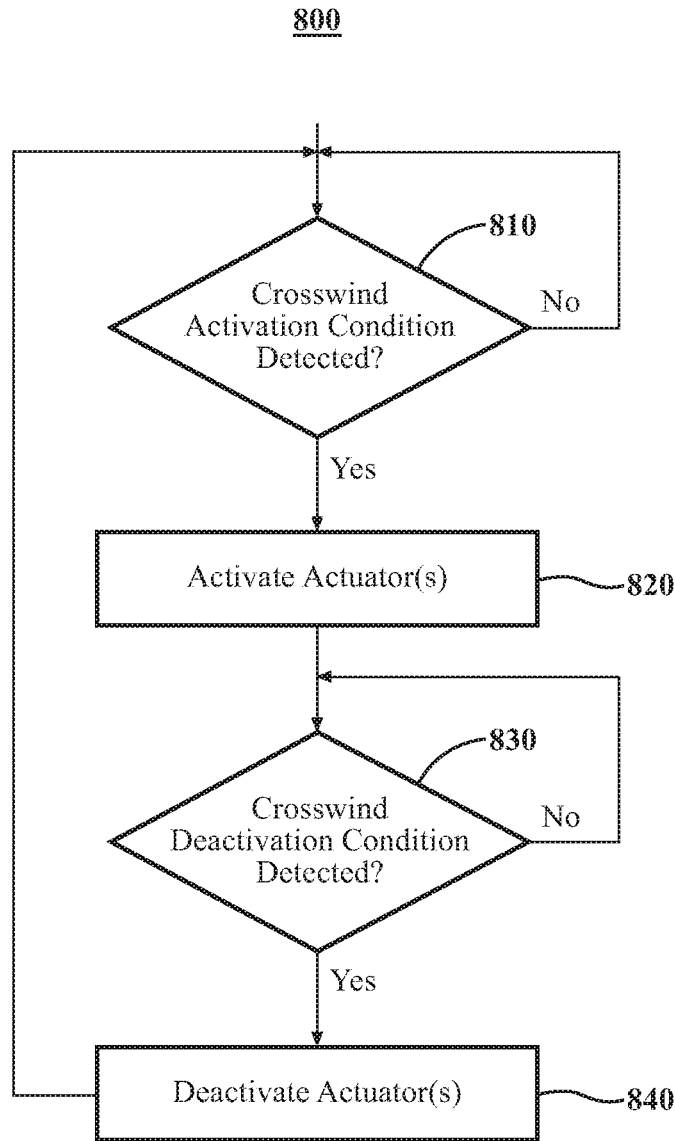 800
810
Crosswind
Activation Condition
Detected?
No
Yes
Activate Actuator(s)
820
830
Crosswind
Deactivation Condition
Detected?
No
Yes
Deactivate Actuator(s)
840